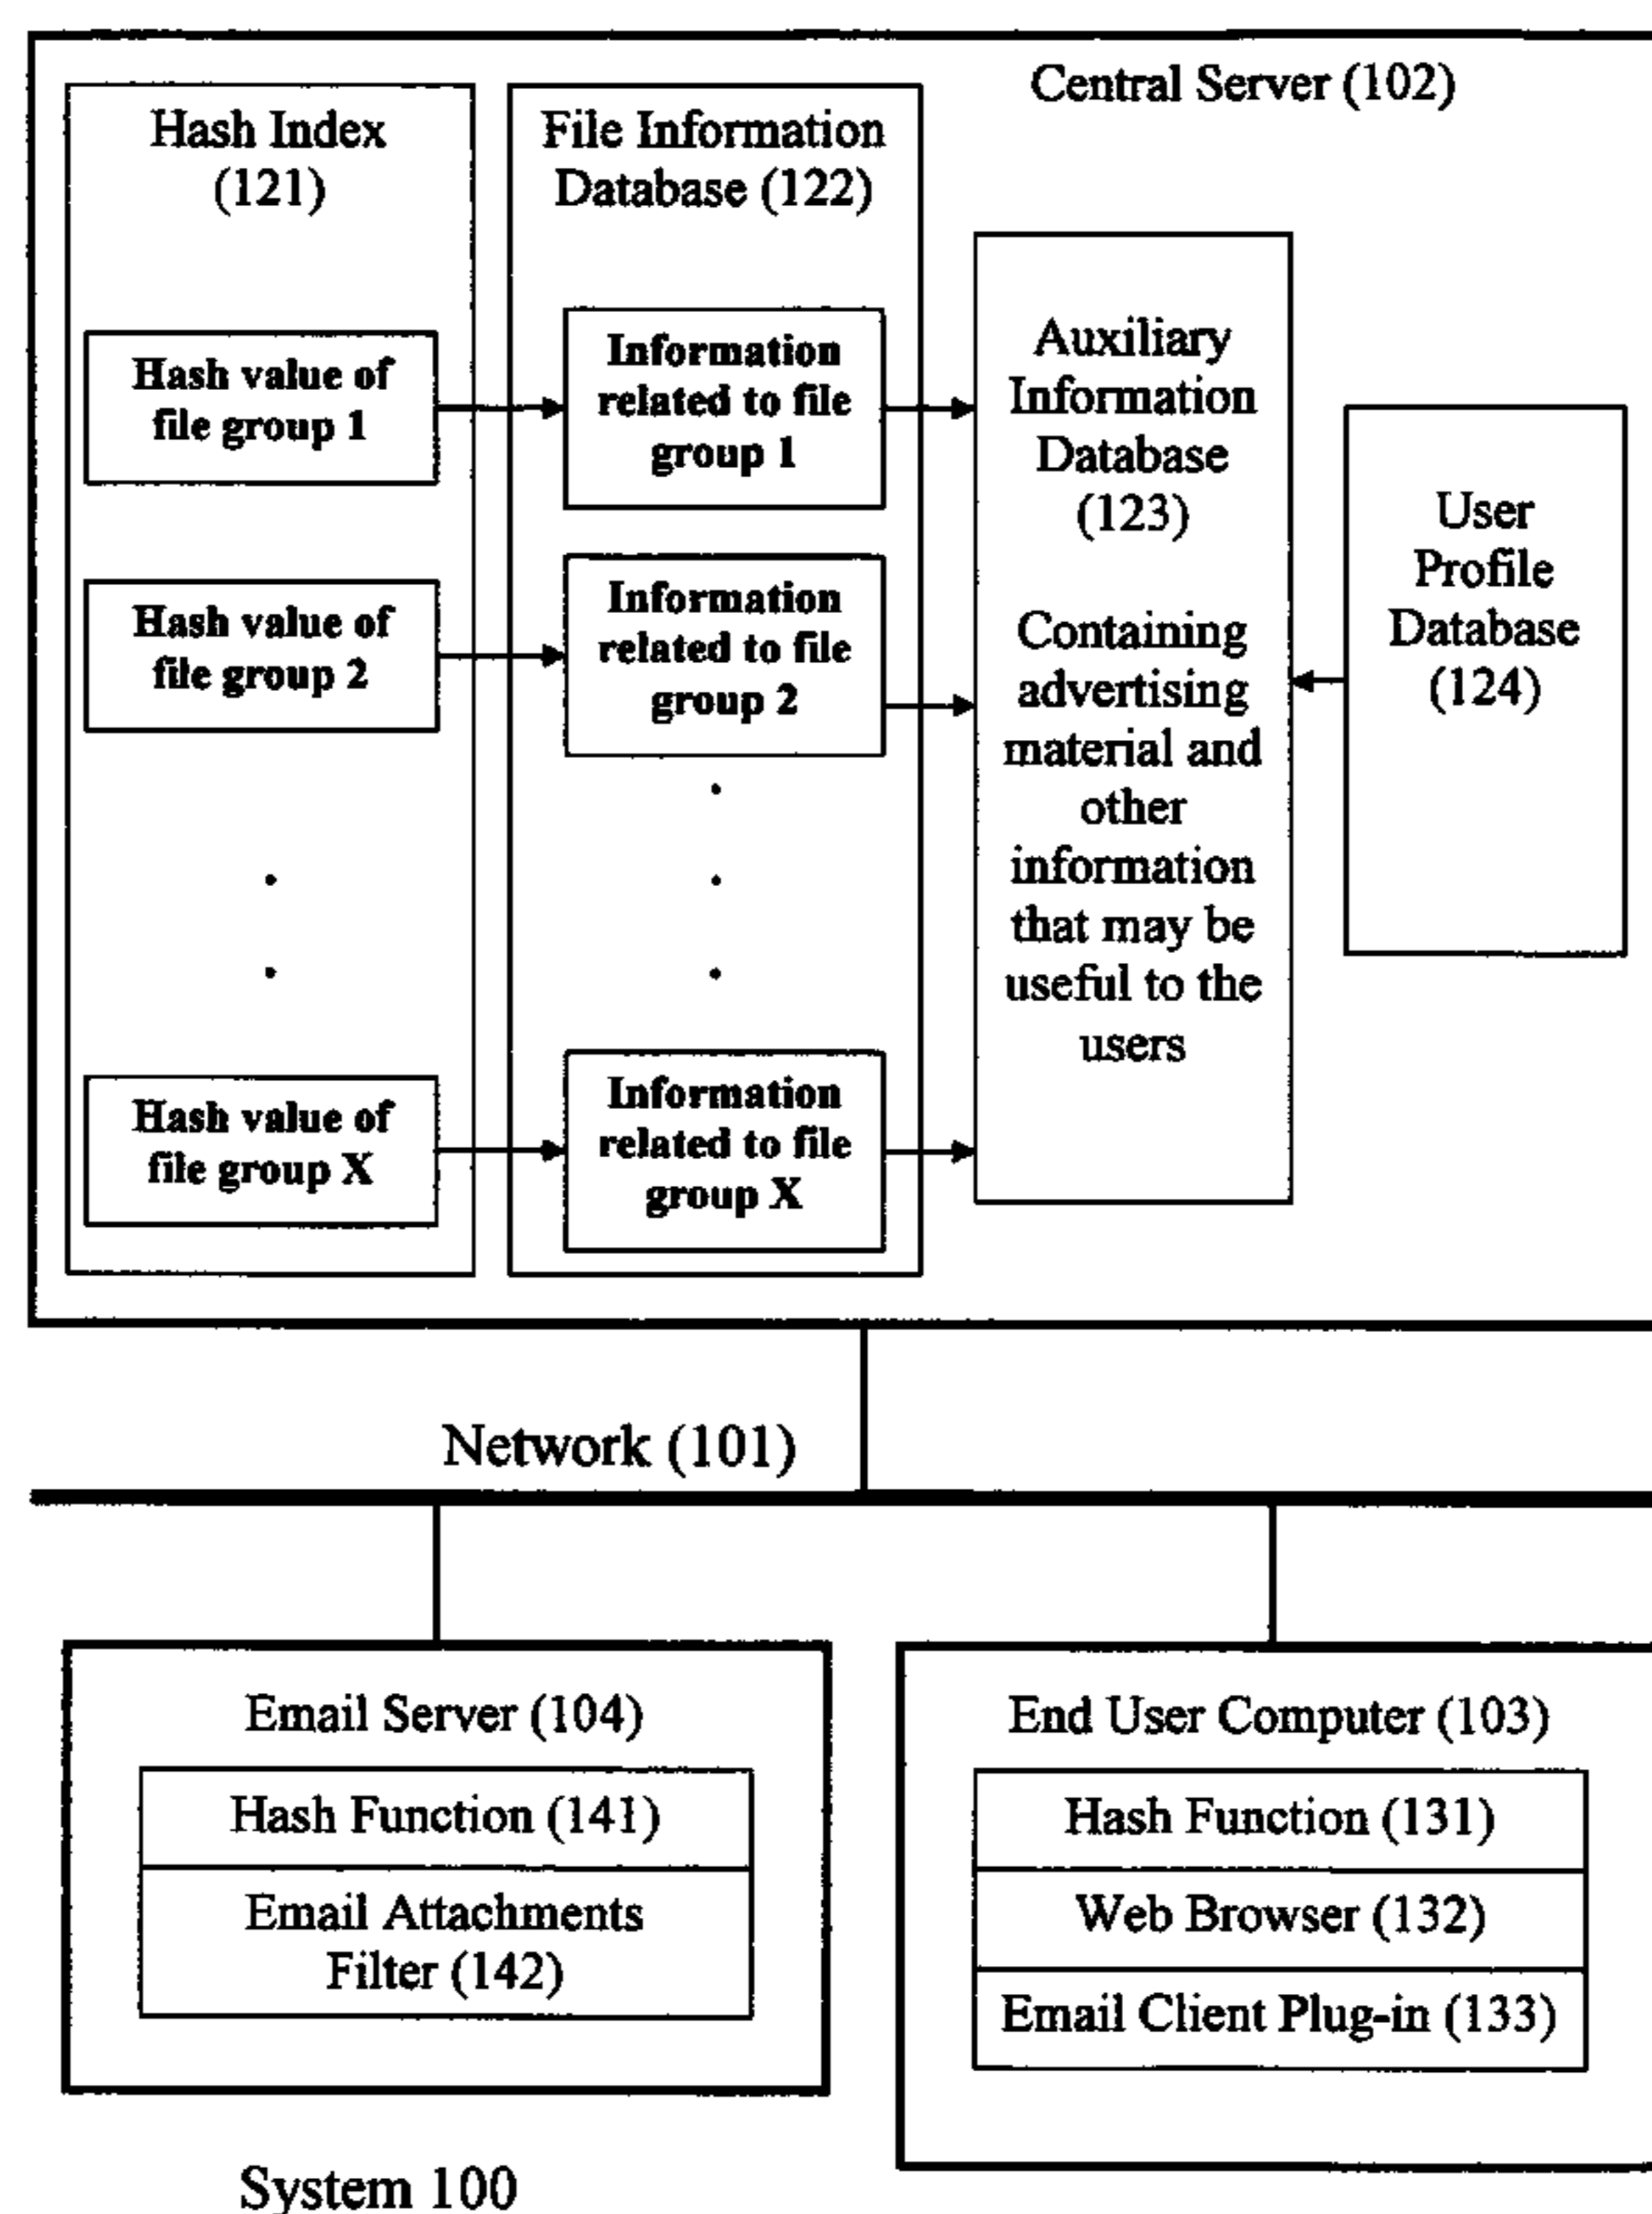 Central Server (102)
Hash Index
(121)
File Information
Database (122)
Hash value of
file group 1
Information
related to file
group 1
Hash value of
file group 2
Information
related to file
group 2
Hash value of
file group X
Information
related to file
group X
Auxiliary
Information
Database
(123)
Containing
advertising
material and
other
information
that may be
useful to the
users
User
Profile
Database
(124)
Network (101)
Email Server (104)
Hash Function (141)
Email Attachments
Filter (142)
End User Computer (103)
Hash Function (131)
Web Browser (132)
Email Client Plug-in (133)
System 100